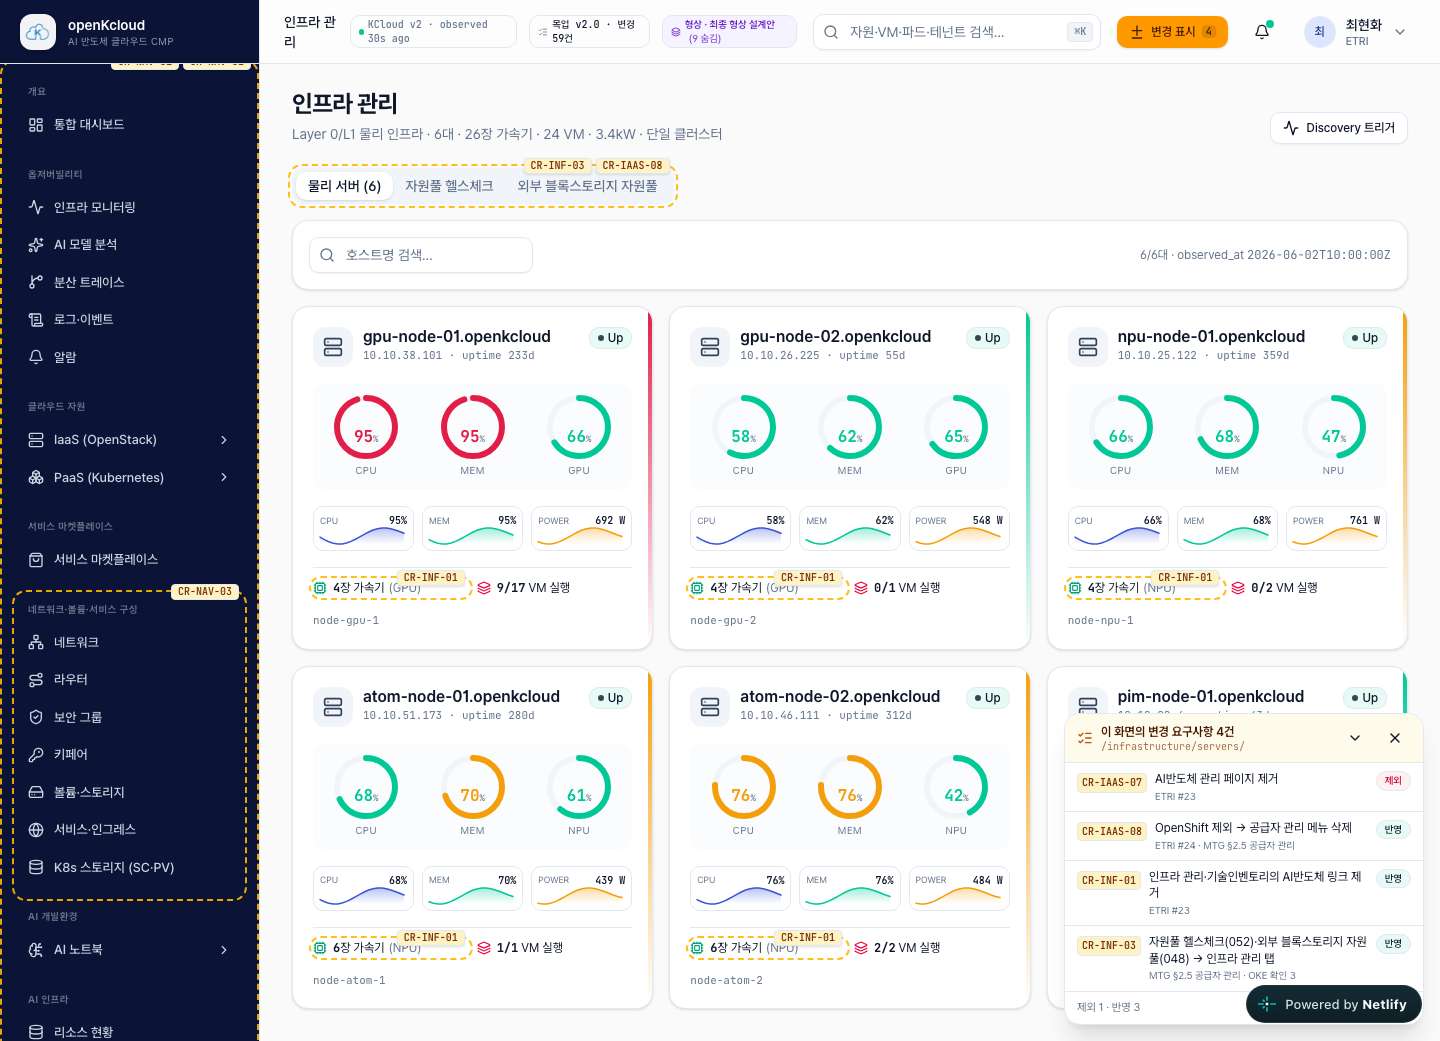 openKcloud
AI 반도체 클라우드 CMP
개요
통합 대시보드
옵저버빌리티
인프라 모니터링
AI 모델 분석
분산 트레이스
로그·이벤트
알람
클라우드 자원
IaaS (OpenStack)
PaaS (Kubernetes)
서비스 마켓플레이스
서비스 마켓플레이스
CR-NAV-03
네트워크·볼륨·서비스 구성
네트워크
라우터
보안 그룹
키페어
볼륨·스토리지
서비스·인그레스
K8s 스토리지 (SC·PV)
AI 개발환경
AI 노트북
AI 인프라
리소스 현황
인프라 관
리
KCloud v2 · observed
30s ago
목업 v2.0 · 변경
59건
형상 · 최종 형상 설계안
(9 숨김)
자원·VM·파드·테넌트 검색...
⌘K
변경 표시 4
최
최현화
ETRI
인프라 관리
Layer 0/L1 물리 인프라 · 6대 · 26장 가속기 · 24 VM · 3.4kW · 단일 클러스터
Discovery 트리거
CR-INF-03
CR-IAAS-08
물리 서버 (6)
자원풀 헬스체크
외부 블록스토리지 자원풀
호스트명 검색...
6/6대 · observed_at 2026-06-02T10:00:00Z
gpu-node-01.openkcloud
Up
10.10.38.101 · uptime 233d
95%
CPU
95%
MEM
66%
GPU
CPU 95%
MEM 95%
POWER 692 W
CR-INF-01
4장 가속기 (GPU)
9/17 VM 실행
node-gpu-1
gpu-node-02.openkcloud
Up
10.10.26.225 · uptime 55d
58%
CPU
62%
MEM
65%
GPU
CPU 58%
MEM 62%
POWER 548 W
CR-INF-01
4장 가속기 (GPU)
0/1 VM 실행
node-gpu-2
npu-node-01.openkcloud
Up
10.10.25.122 · uptime 359d
66%
CPU
68%
MEM
47%
NPU
CPU 66%
MEM 68%
POWER 761 W
CR-INF-01
4장 가속기 (NPU)
0/2 VM 실행
node-npu-1
atom-node-01.openkcloud
Up
10.10.51.173 · uptime 280d
68%
CPU
70%
MEM
61%
NPU
CPU 68%
MEM 70%
POWER 439 W
CR-INF-01
6장 가속기 (NPU)
1/1 VM 실행
node-atom-1
atom-node-02.openkcloud
Up
10.10.46.111 · uptime 312d
76%
CPU
76%
MEM
42%
NPU
CPU 76%
MEM 76%
POWER 484 W
CR-INF-01
6장 가속기 (NPU)
2/2 VM 실행
node-atom-2
pim-node-01.openkcloud
Up
이 화면의 변경 요구사항 4건
/infrastructure/servers/
CR-IAAS-07
AI반도체 관리 페이지 제거
제외
ETRI #23
CR-IAAS-08
OpenShift 제외 → 공급자 관리 메뉴 삭제
반영
ETRI #24 · MTG §2.5 공급자 관리
CR-INF-01
인프라 관리·기술인벤토리의 AI반도체 링크 제
거
반영
ETRI #23
CR-INF-03
자원풀 헬스체크(052)·외부 블록스토리지 자원
풀(048) → 인프라 관리 탭
반영
MTG §2.5 공급자 관리 · OKE 확인 3
제외 1 · 반영 3
Powered by Netlify